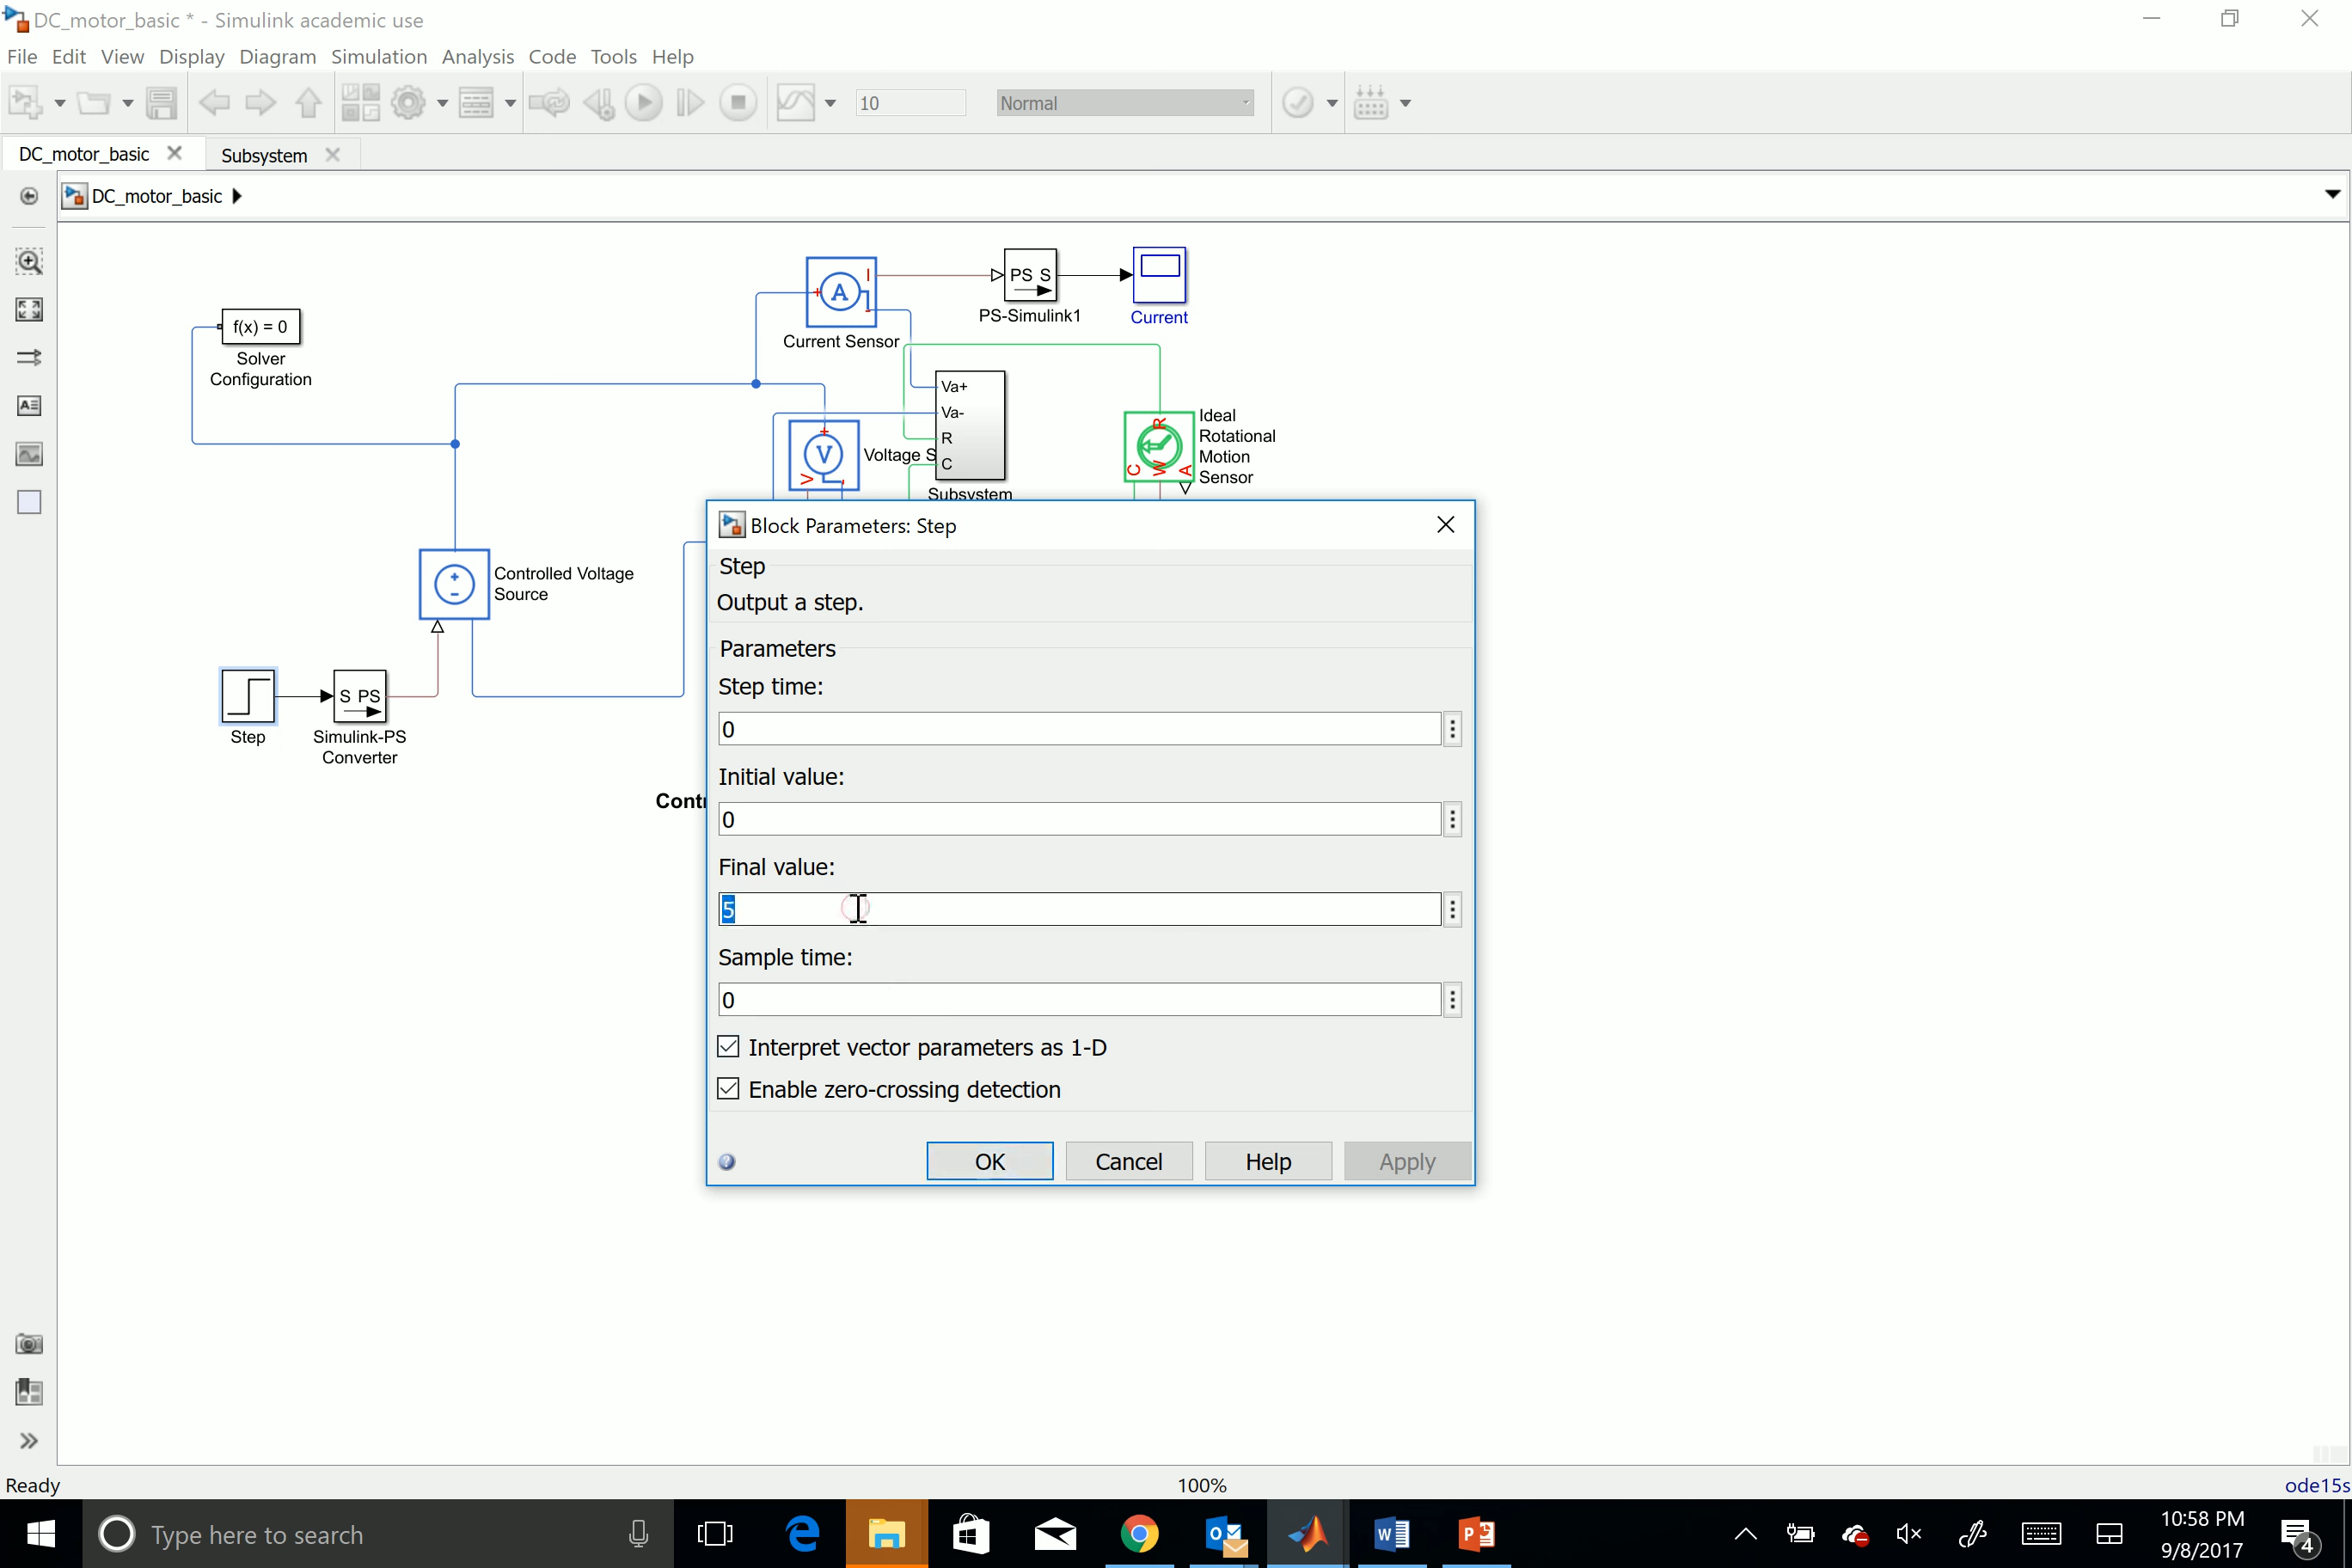 DC_motor_basic * - Simulink academic use
File Edit View Display Diagram Simulation Analysis Code Tools Help
10
Normal
DC_motor_basic
Subsystem
DC_motor_basic
f(x) = 0
Solver
Configuration
A
I
+
-
Current Sensor
PS S
PS-Simulink1
Current
Va+
Va-
R
C
Subsystem
+
V
V
-
Voltage S
R
C
W
A
Ideal
Rotational
Motion
Sensor
+
-
Controlled Voltage
Source
Step
S PS
Simulink-PS
Converter
Contr
Block Parameters: Step
Step
Output a step.
Parameters
Step time:
0
Initial value:
0
Final value:
5
Sample time:
0
Interpret vector parameters as 1-D
Enable zero-crossing detection
OK
Cancel
Help
Apply
Ready
100%
ode15s
Type here to search
10:58 PM
9/8/2017
4